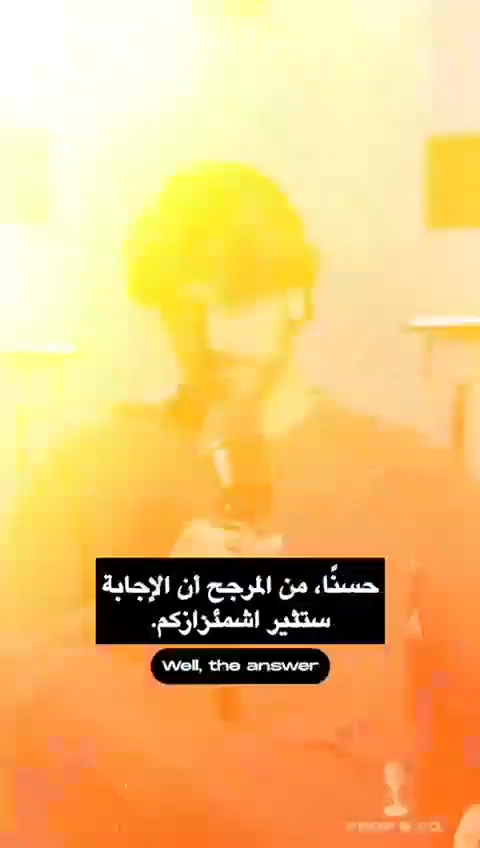 حسنًا، من المرجح أن الإجابة
ستثير اشمئزازكم.
Well, the answer